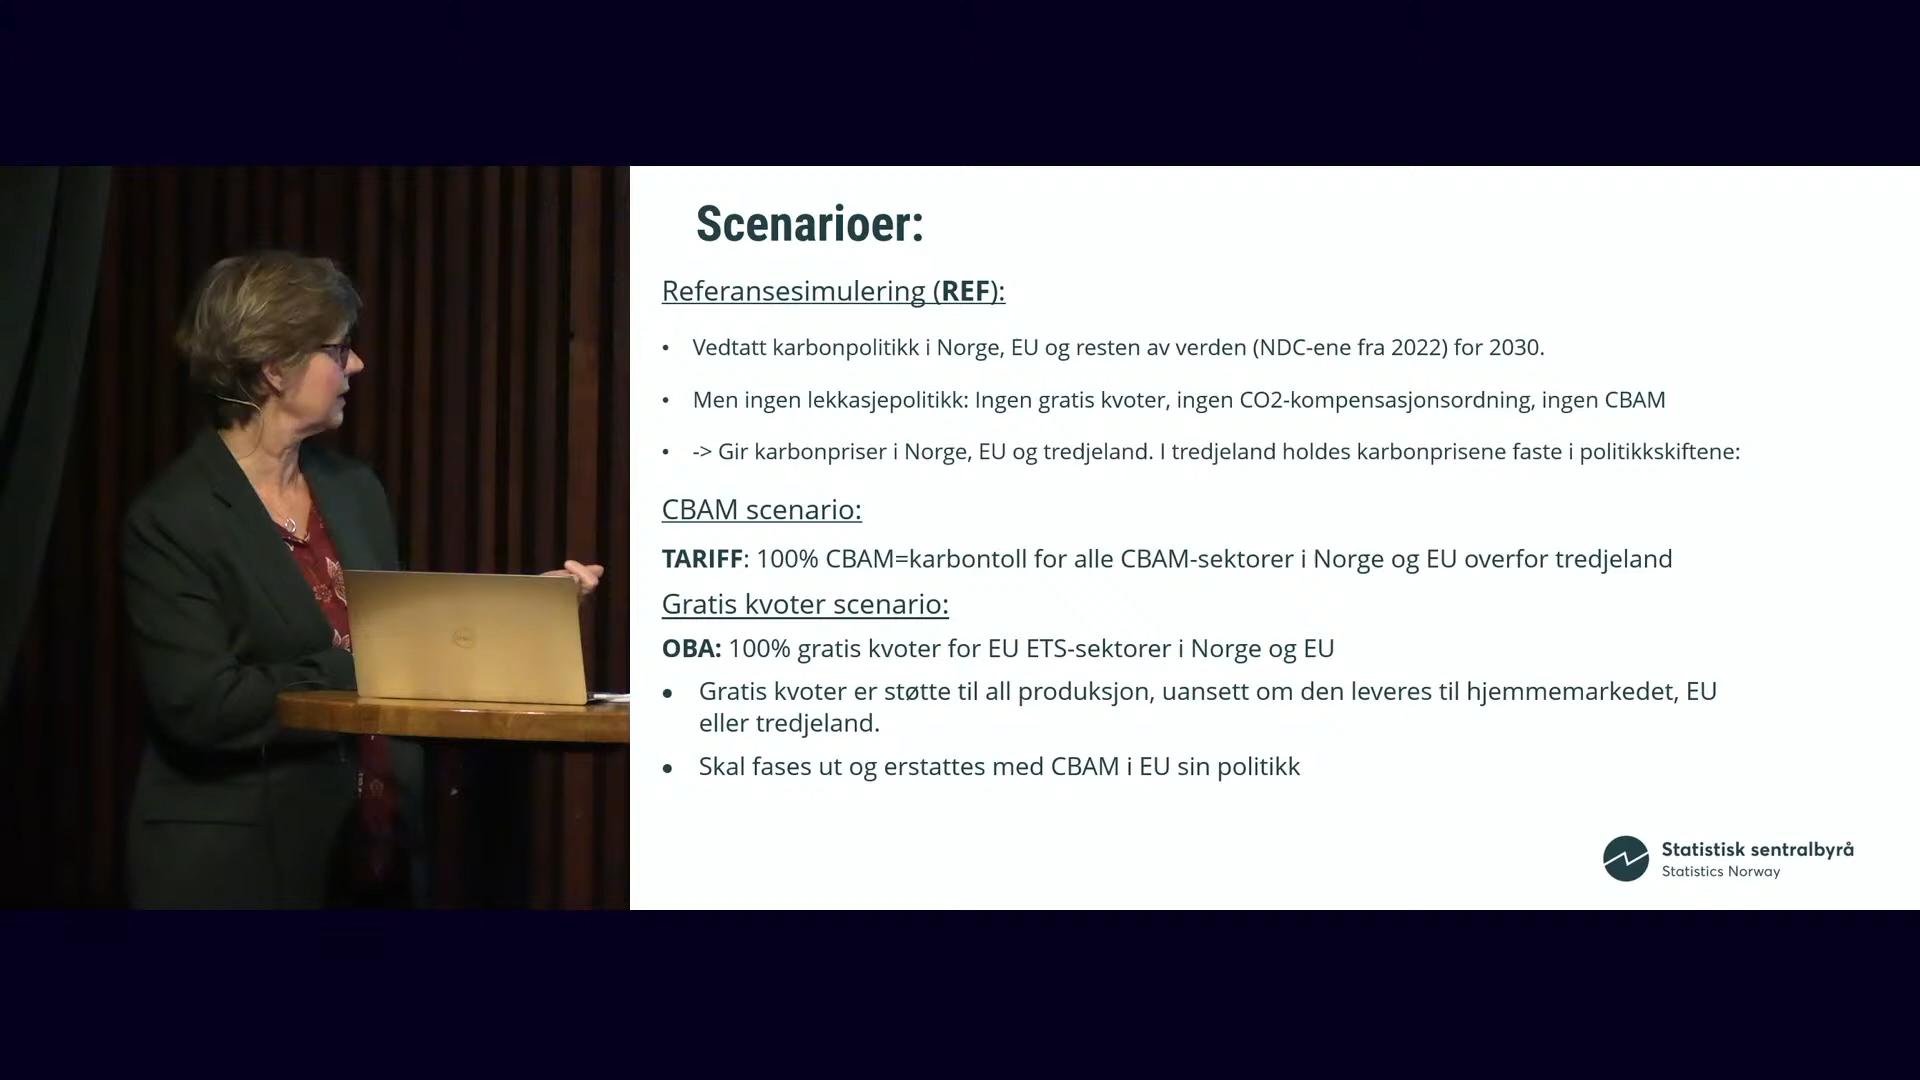 Scenarioer:
Referansesimulering (REF):
• Vedtatt karbonpolitikk i Norge, EU og resten av verden (NDC-ene fra 2022) for 2030.
• Men ingen lekkasjepolitikk: Ingen gratis kvoter, ingen CO2-kompensasjonsordning, ingen CBAM
• -> Gir karbonpriser i Norge, EU og tredjeland. I tredjeland holdes karbonprisene faste i politikkskiftene:
CBAM scenario:
TARIFF: 100% CBAM=karbontoll for alle CBAM-sektorer i Norge og EU overfor tredjeland
Gratis kvoter scenario:
OBA: 100% gratis kvoter for EU ETS-sektorer i Norge og EU
• Gratis kvoter er støtte til all produksjon, uansett om den leveres til hjemmemarkedet, EU
eller tredjeland.
• Skal fases ut og erstattes med CBAM i EU sin politikk
Statistisk sentralbyrå
Statistics Norway